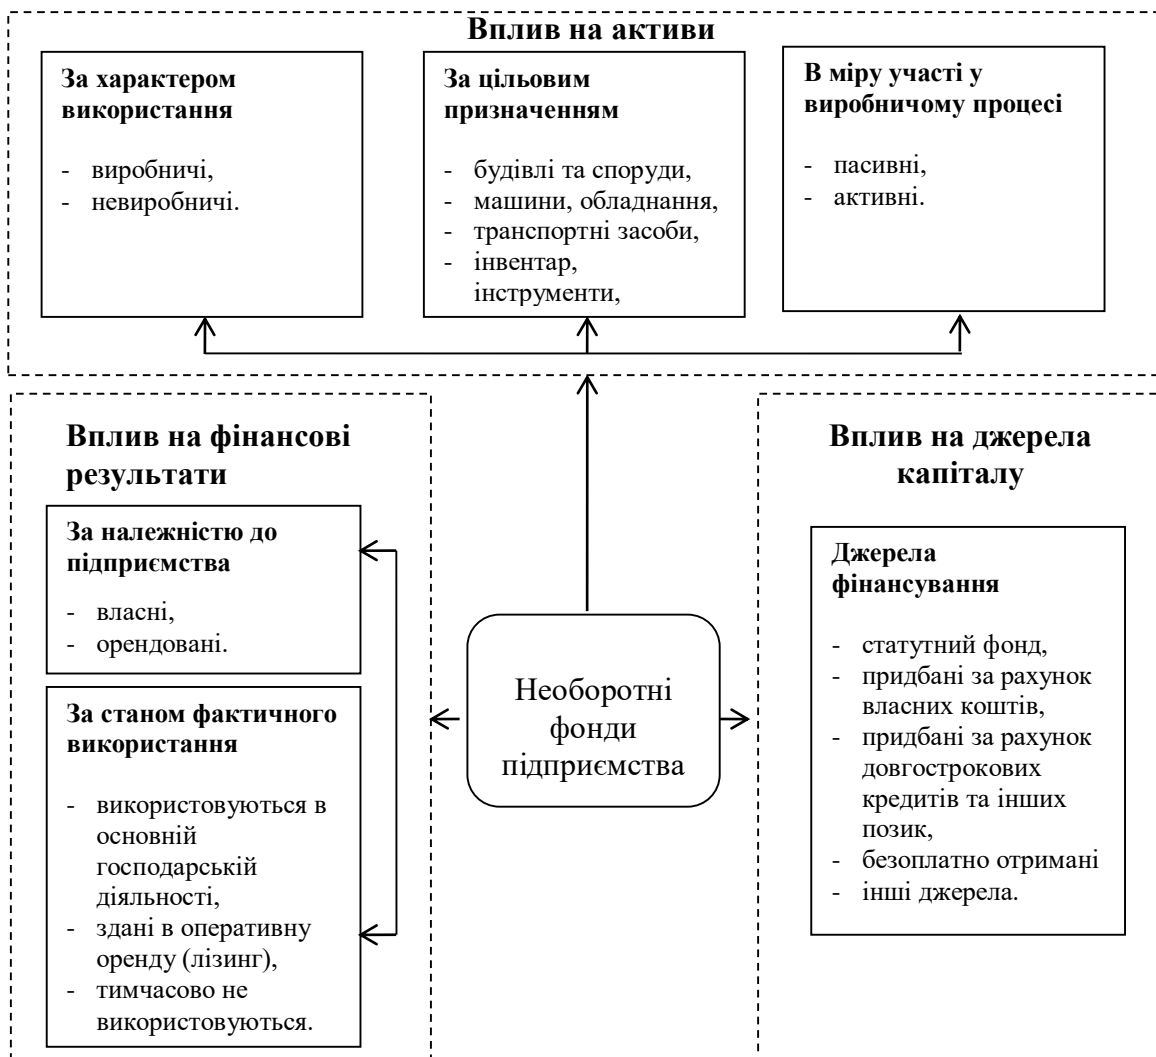 Вплив на активи
За характером
використання
- виробничі,
- невиробничі.
За цільовим
призначенням
- будівлі та споруди,
- машини, обладнання,
- транспортні засоби,
- інвентар,
інструменти,
В міру участі у
виробничому процесі
- пасивні,
- активні.
Вплив на фінансові
результати
За належністю до
підприємства
- власні,
- орендовані.
За станом фактичного
використання
- використовуються в
основній
господарській
діяльності,
- здані в оперативну
оренду (лізинг),
- тимчасово не
використовуються.
Необоротні
фонди
підприємства
Вплив на джерела
капіталу
Джерела
фінансування
- статутний фонд,
- придбані за рахунок
власних коштів,
- придбані за рахунок
довгострокових
кредитів та інших
позик,
- безоплатно отримані
- інші джерела.